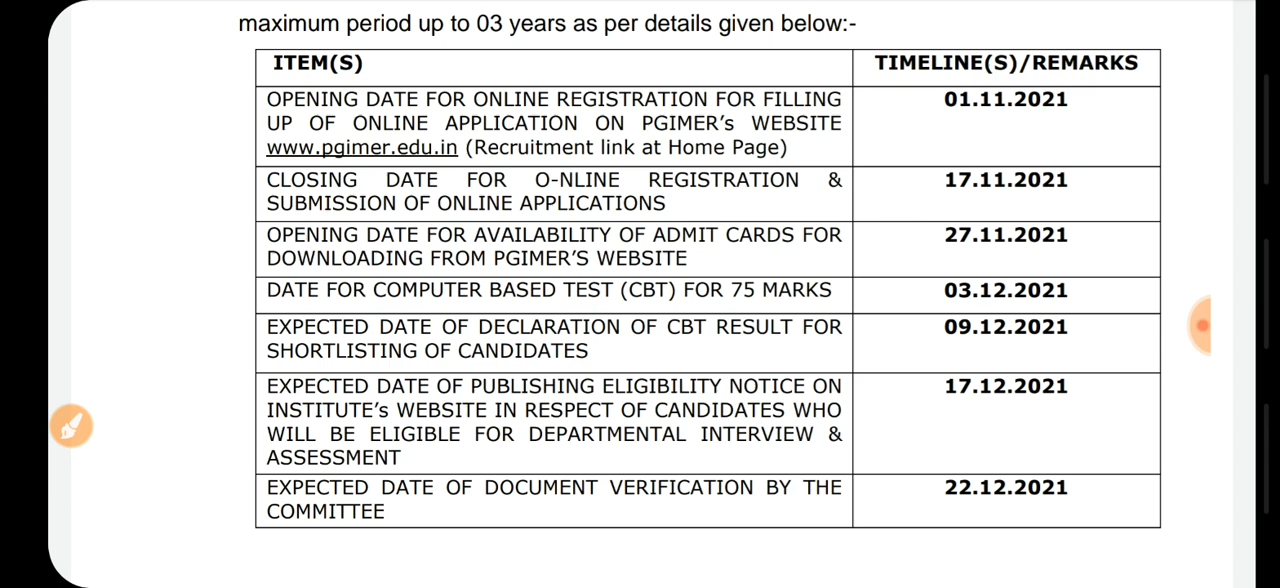 maximum period up to 03 years as per details given below:-
ITEM(S) TIMELINE(S)/REMARKS
OPENING DATE FOR ONLINE REGISTRATION FOR FILLING 01.11.2021
UP OF ONLINE APPLICATION ON PGIMER's WEBSITE
www.pgimer.edu.in (Recruitment link at Home Page)
CLOSING DATE FOR O-NLINE REGISTRATION & 17.11.2021
SUBMISSION OF ONLINE APPLICATIONS
OPENING DATE FOR AVAILABILITY OF ADMIT CARDS FOR 27.11.2021
DOWNLOADING FROM PGIMER'S WEBSITE
DATE FOR COMPUTER BASED TEST (CBT) FOR 75 MARKS 03.12.2021
EXPECTED DATE OF DECLARATION OF CBT RESULT FOR 09.12.2021
SHORTLISTING OF CANDIDATES
EXPECTED DATE OF PUBLISHING ELIGIBILITY NOTICE ON 17.12.2021
INSTITUTE's WEBSITE IN RESPECT OF CANDIDATES WHO
WILL BE ELIGIBLE FOR DEPARTMENTAL INTERVIEW &
ASSESSMENT
EXPECTED DATE OF DOCUMENT VERIFICATION BY THE 22.12.2021
COMMITTEE